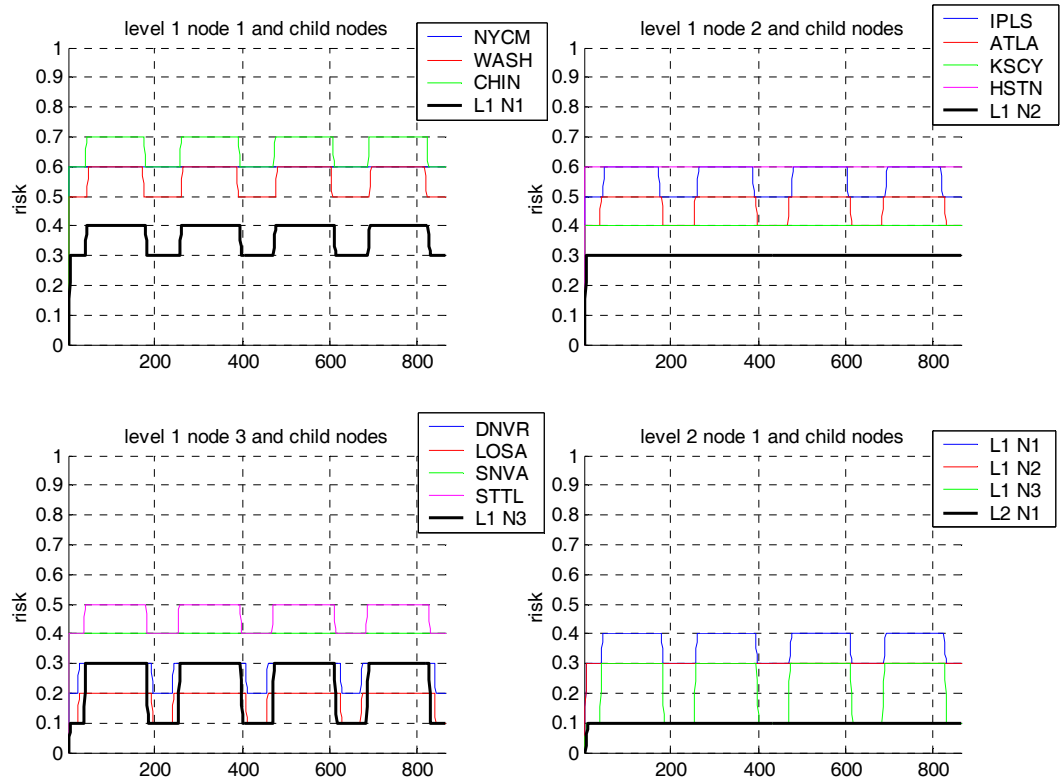 level 1 node 1 and child nodes
NYCM
WASH
CHIN
L1 N1
risk
1
0.9
0.8
0.7
0.6
0.5
0.4
0.3
0.2
0.1
0
200 400 600 800
level 1 node 2 and child nodes
IPLS
ATLA
KSCY
HSTN
L1 N2
1
0.9
0.8
0.7
0.6
0.5
0.4
0.3
0.2
0.1
0
200 400 600 800
level 1 node 3 and child nodes
DNVR
LOSA
SNVA
STTL
L1 N3
risk
1
0.9
0.8
0.7
0.6
0.5
0.4
0.3
0.2
0.1
0
200 400 600 800
level 2 node 1 and child nodes
L1 N1
L1 N2
L1 N3
L2 N1
risk
1
0.9
0.8
0.7
0.6
0.5
0.4
0.3
0.2
0.1
0
200 400 600 800